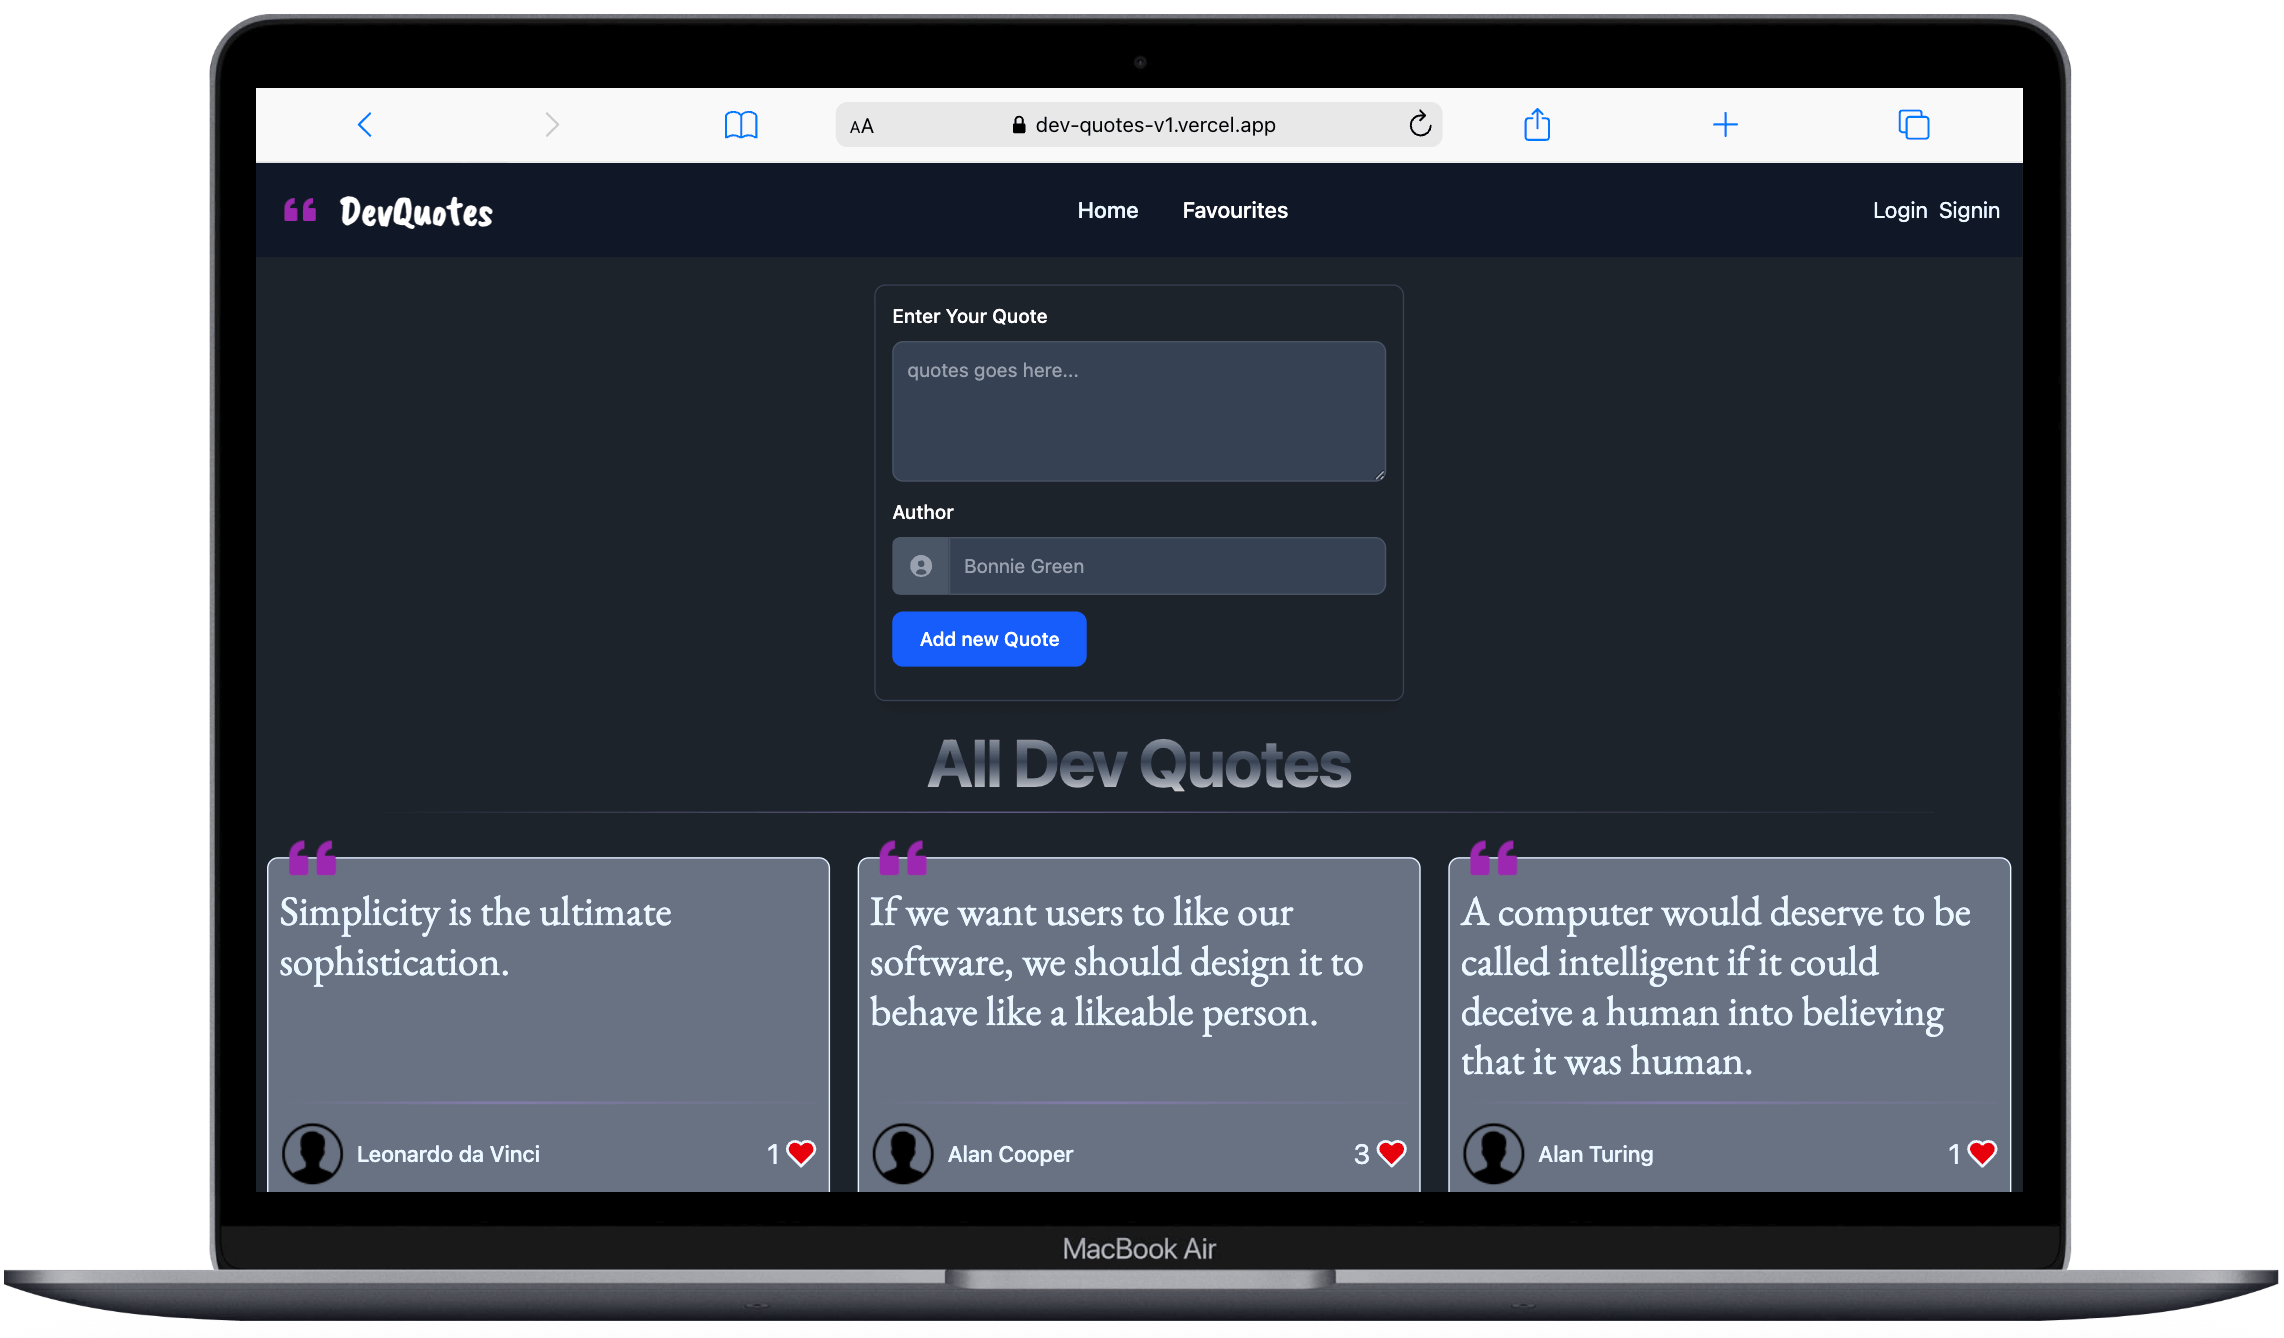 AA
dev-quotes-v1.vercel.app
DevQuotes
Home
Favourites
Login
Signin
Enter Your Quote
quotes goes here...
Author
Bonnie Green
Add new Quote
All Dev Quotes
Simplicity is the ultimate
sophistication.
Leonardo da Vinci
1
If we want users to like our
software, we should design it to
behave like a likeable person.
Alan Cooper
3
A computer would deserve to be
called intelligent if it could
deceive a human into believing
that it was human.
Alan Turing
1
MacBook Air